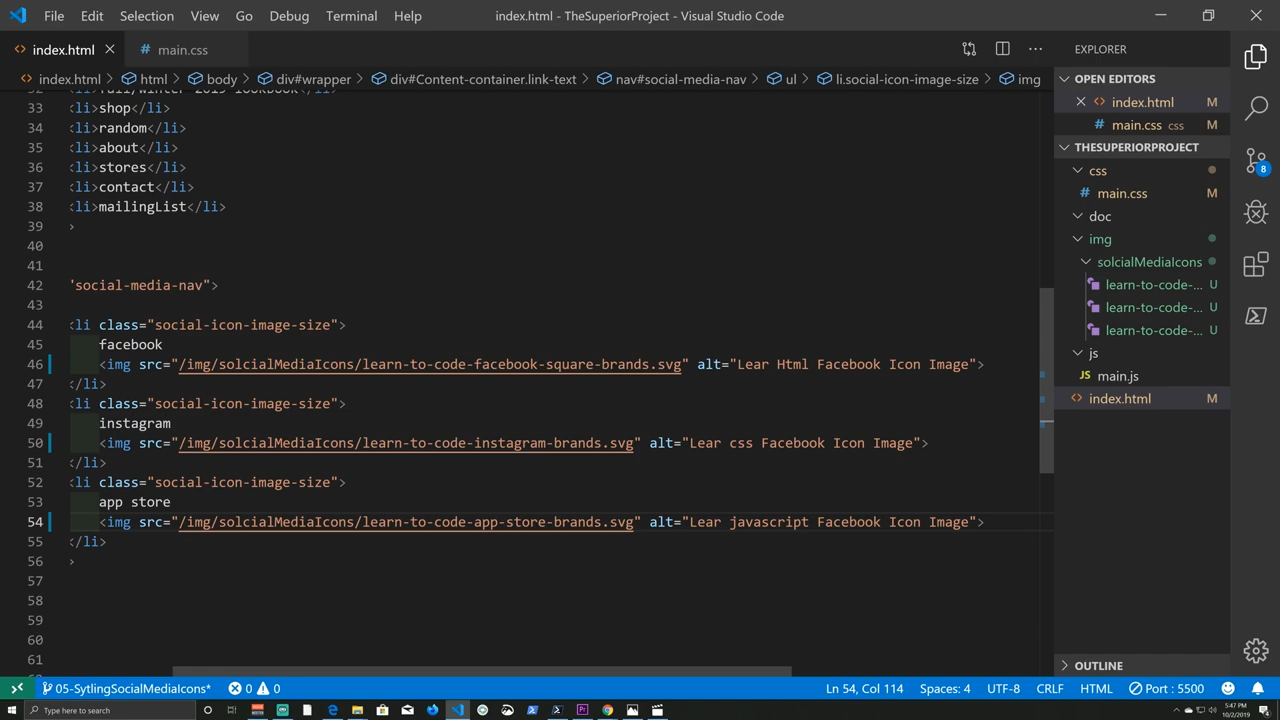 File Edit Selection View Go Debug Terminal Help index.html - TheSuperiorProject - Visual Studio Code
index.html main.css EXPLORER
index.html html body div#wrapper div#Content-container.link-text nav#social-media-nav ul li.social-icon-image-size img
OPEN EDITORS
index.html M
main.css css M
THESUPERIORPROJECT
css
main.css M
doc
img
solcialMediaIcons
learn-to-code-... U
learn-to-code-... U
learn-to-code-... U
js
JS main.js
index.html M
OUTLINE
33 <li>shop</li>
34 <li>random</li>
35 <li>about</li>
36 <li>stores</li>
37 <li>contact</li>
38 <li>mailingList</li>
39 >
40
41
42 "social-media-nav">
43
44 <li class="social-icon-image-size">
45 facebook
46 <img src="/img/solcialMediaIcons/learn-to-code-facebook-square-brands.svg" alt="Lear Html Facebook Icon Image">
47 </li>
48 <li class="social-icon-image-size">
49 instagram
50 <img src="/img/solcialMediaIcons/learn-to-code-instagram-brands.svg" alt="Lear css Facebook Icon Image">
51 </li>
52 <li class="social-icon-image-size">
53 app store
54 <img src="/img/solcialMediaIcons/learn-to-code-app-store-brands.svg" alt="Lear javascript Facebook Icon Image">
55 </li>
56 >
57
58
59
60
61
8
05-SytlingSocialMediaIcons* 0 0 Ln 54, Col 114 Spaces: 4 UTF-8 CRLF HTML Port : 5500
Type here to search
5:47 PM
10/2/2019